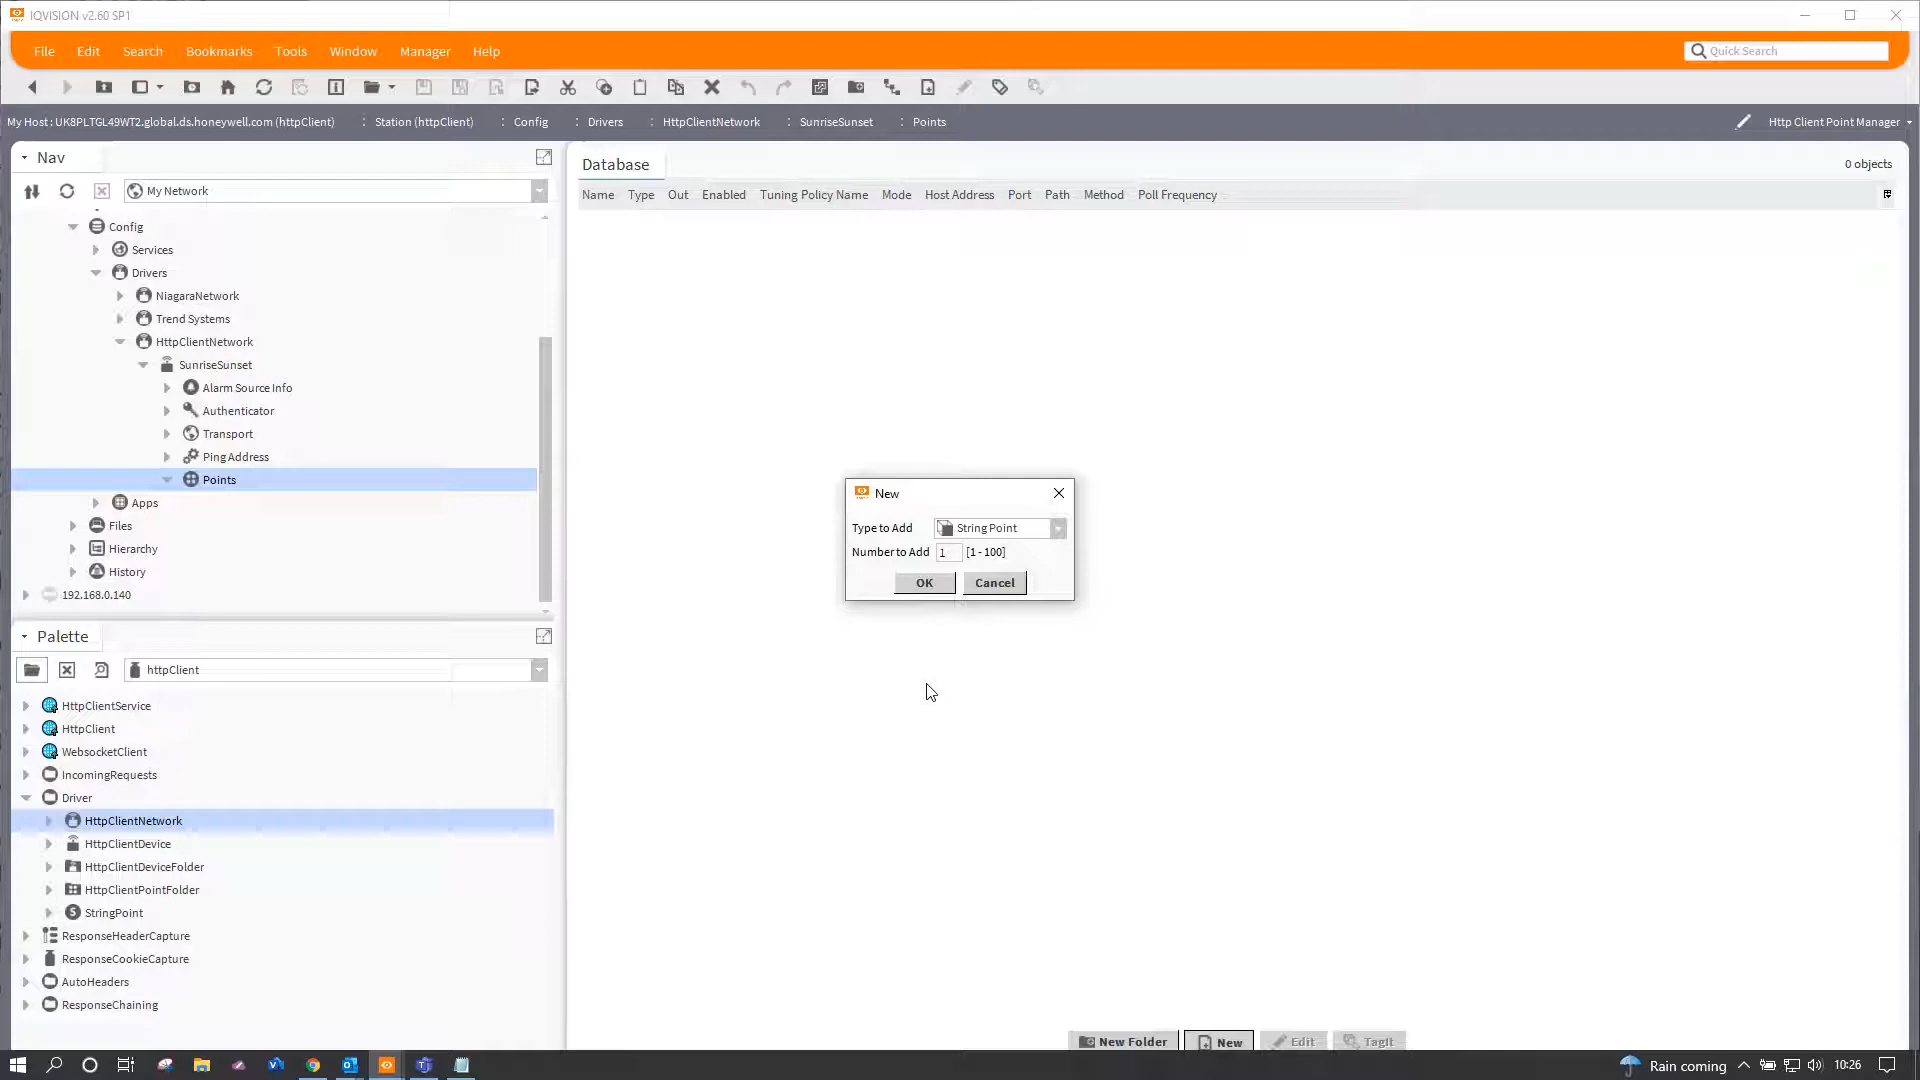 IQVISION v2.60 SP1
File Edit Search Bookmarks Tools Window Manager Help
Quick Search
My Host : UK8PLTGL49WT2.global.ds.honeywell.com (httpClient) : Station (httpClient) : Config : Drivers : HttpClientNetwork : SunriseSunset : Points
Http Client Point Manager
Nav
My Network
Config
Services
Drivers
NiagaraNetwork
Trend Systems
HttpClientNetwork
SunriseSunset
Alarm Source Info
Authenticator
Transport
Ping Address
Points
Apps
Files
Hierarchy
History
192.168.0.140
Palette
httpClient
HttpClientService
HttpClient
WebsocketClient
IncomingRequests
Driver
HttpClientNetwork
HttpClientDevice
HttpClientDeviceFolder
HttpClientPointFolder
StringPoint
ResponseHeaderCapture
ResponseCookieCapture
AutoHeaders
ResponseChaining
Database
0 objects
Name Type Out Enabled Tuning Policy Name Mode Host Address Port Path Method Poll Frequency
New
Type to Add String Point
Number to Add 1 [1 - 100]
OK Cancel
New Folder New Edit TagIt
Rain coming 10:26